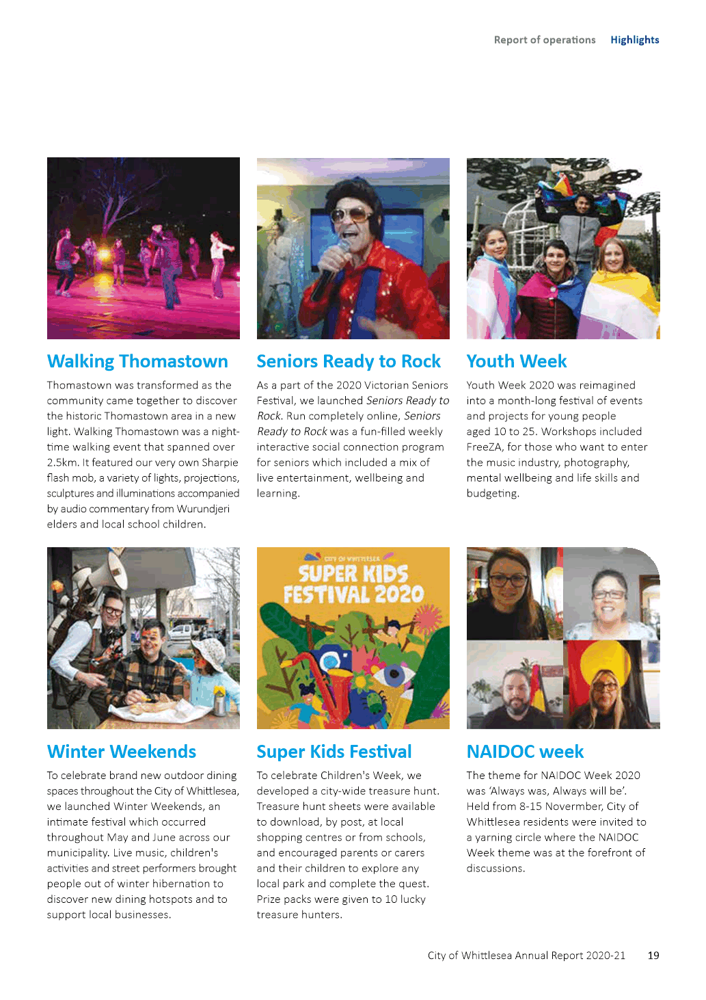 Report of operations Highlights
Walking Thomastown
Thomastown was transformed as the
community came together to discover
the historic Thomastown area in a new
light. Walking Thomastown was a night-
time walking event that spanned over
2.5km. It featured our very own Sharpie
flash mob, a variety of lights, projections,
sculptures and illuminations accompanied
by audio commentary from Wurundjeri
elders and local school children.
Seniors Ready to Rock
As a part of the 2020 Victorian Seniors
Festival, we launched Seniors Ready to
Rock. Run completely online, Seniors
Ready to Rock was a fun-filled weekly
interactive social connection program
for seniors which included a mix of
live entertainment, wellbeing and
learning.
Youth Week
Youth Week 2020 was reimagined
into a month-long festival of events
and projects for young people
aged 10 to 25. Workshops included
FreeZA, for those who want to enter
the music industry, photography,
mental wellbeing and life skills and
budgeting.
Winter Weekends
To celebrate brand new outdoor dining
spaces throughout the City of Whittlesea,
we launched Winter Weekends, an
intimate festival which occurred
throughout May and June across our
municipality. Live music, children's
activities and street performers brought
people out of winter hibernation to
discover new dining hotspots and to
support local businesses.
CITY OF WHITTLESEA
SUPER KIDS
FESTIVAL 2020
Super Kids Festival
To celebrate Children's Week, we
developed a city-wide treasure hunt.
Treasure hunt sheets were available
to download, by post, at local
shopping centres or from schools,
and encouraged parents or carers
and their children to explore any
local park and complete the quest.
Prize packs were given to 10 lucky
treasure hunters.
NAIDOC week
The theme for NAIDOC Week 2020
was ‘Always was, Always will be’.
Held from 8-15 Novermber, City of
Whittlesea residents were invited to
a yarning circle where the NAIDOC
Week theme was at the forefront of
discussions.
City of Whittlesea Annual Report 2020-21 19